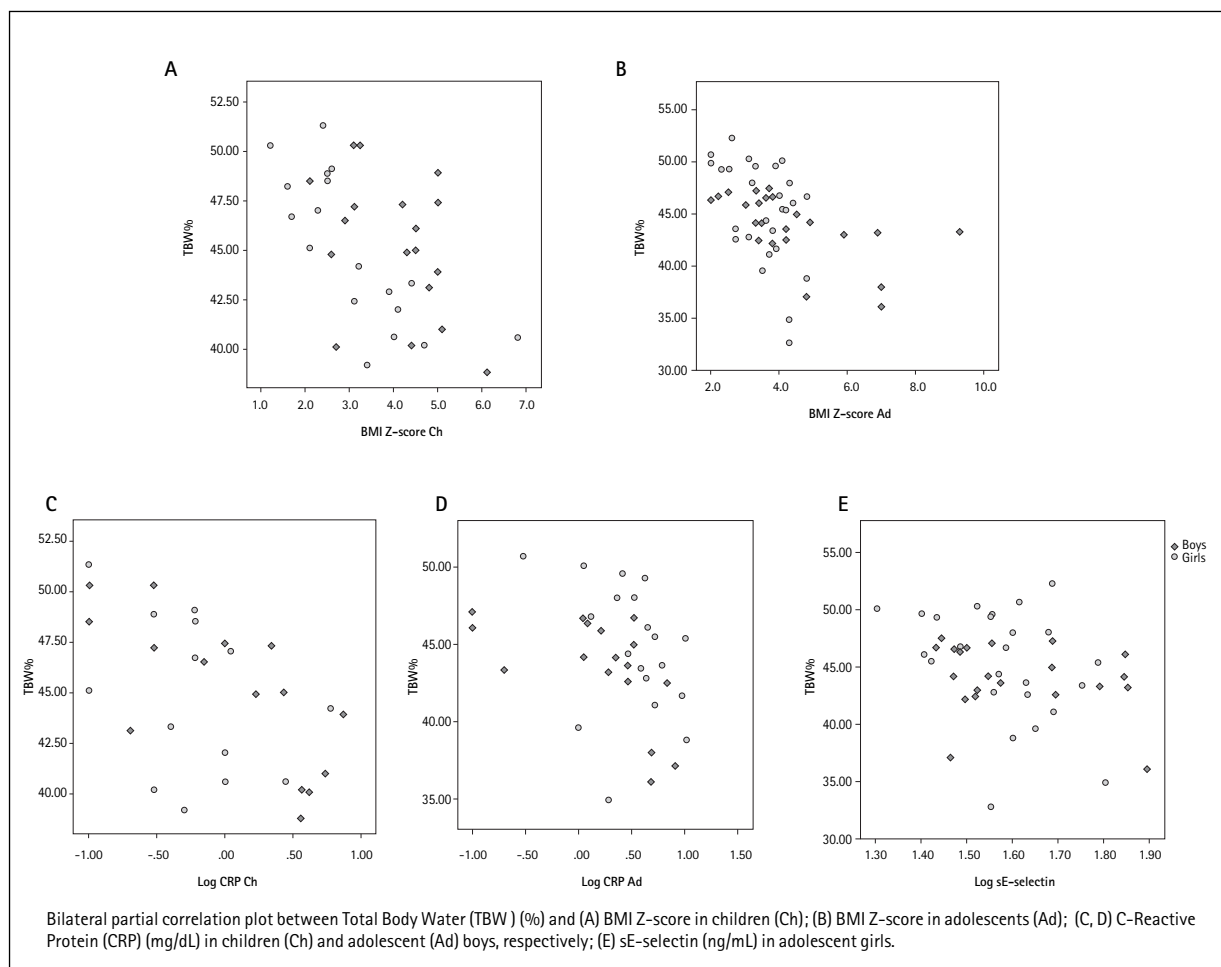 A
B
52.50
50.00
47.50
45.00
42.50
40.00
TBW%
1.0 2.0 3.0 4.0 5.0 6.0 7.0
BMI Z-score Ch
55.00
50.00
45.00
40.00
35.00
30.00
TBW%
2.0 4.0 6.0 8.0 10.0
BMI Z-score Ad
C
D
E
52.50
50.00
47.50
45.00
42.50
40.00
TBW%
-1.00 -.50 .00 .50 1.00
Log CRP Ch
50.00
45.00
40.00
35.00
TBW%
-1.00 -.50 .00 .50 1.00 1.50
Log CRP Ad
55.00
50.00
45.00
40.00
35.00
30.00
TBW%
1.30 1.40 1.50 1.60 1.70 1.80 1.90
Log sE-selectin
Boys
Girls
Bilateral partial correlation plot between Total Body Water (TBW ) (%) and (A) BMI Z-score in children (Ch); (B) BMI Z-score in adolescents (Ad); (C, D) C-Reactive
Protein (CRP) (mg/dL) in children (Ch) and adolescent (Ad) boys, respectively; (E) sE-selectin (ng/mL) in adolescent girls.